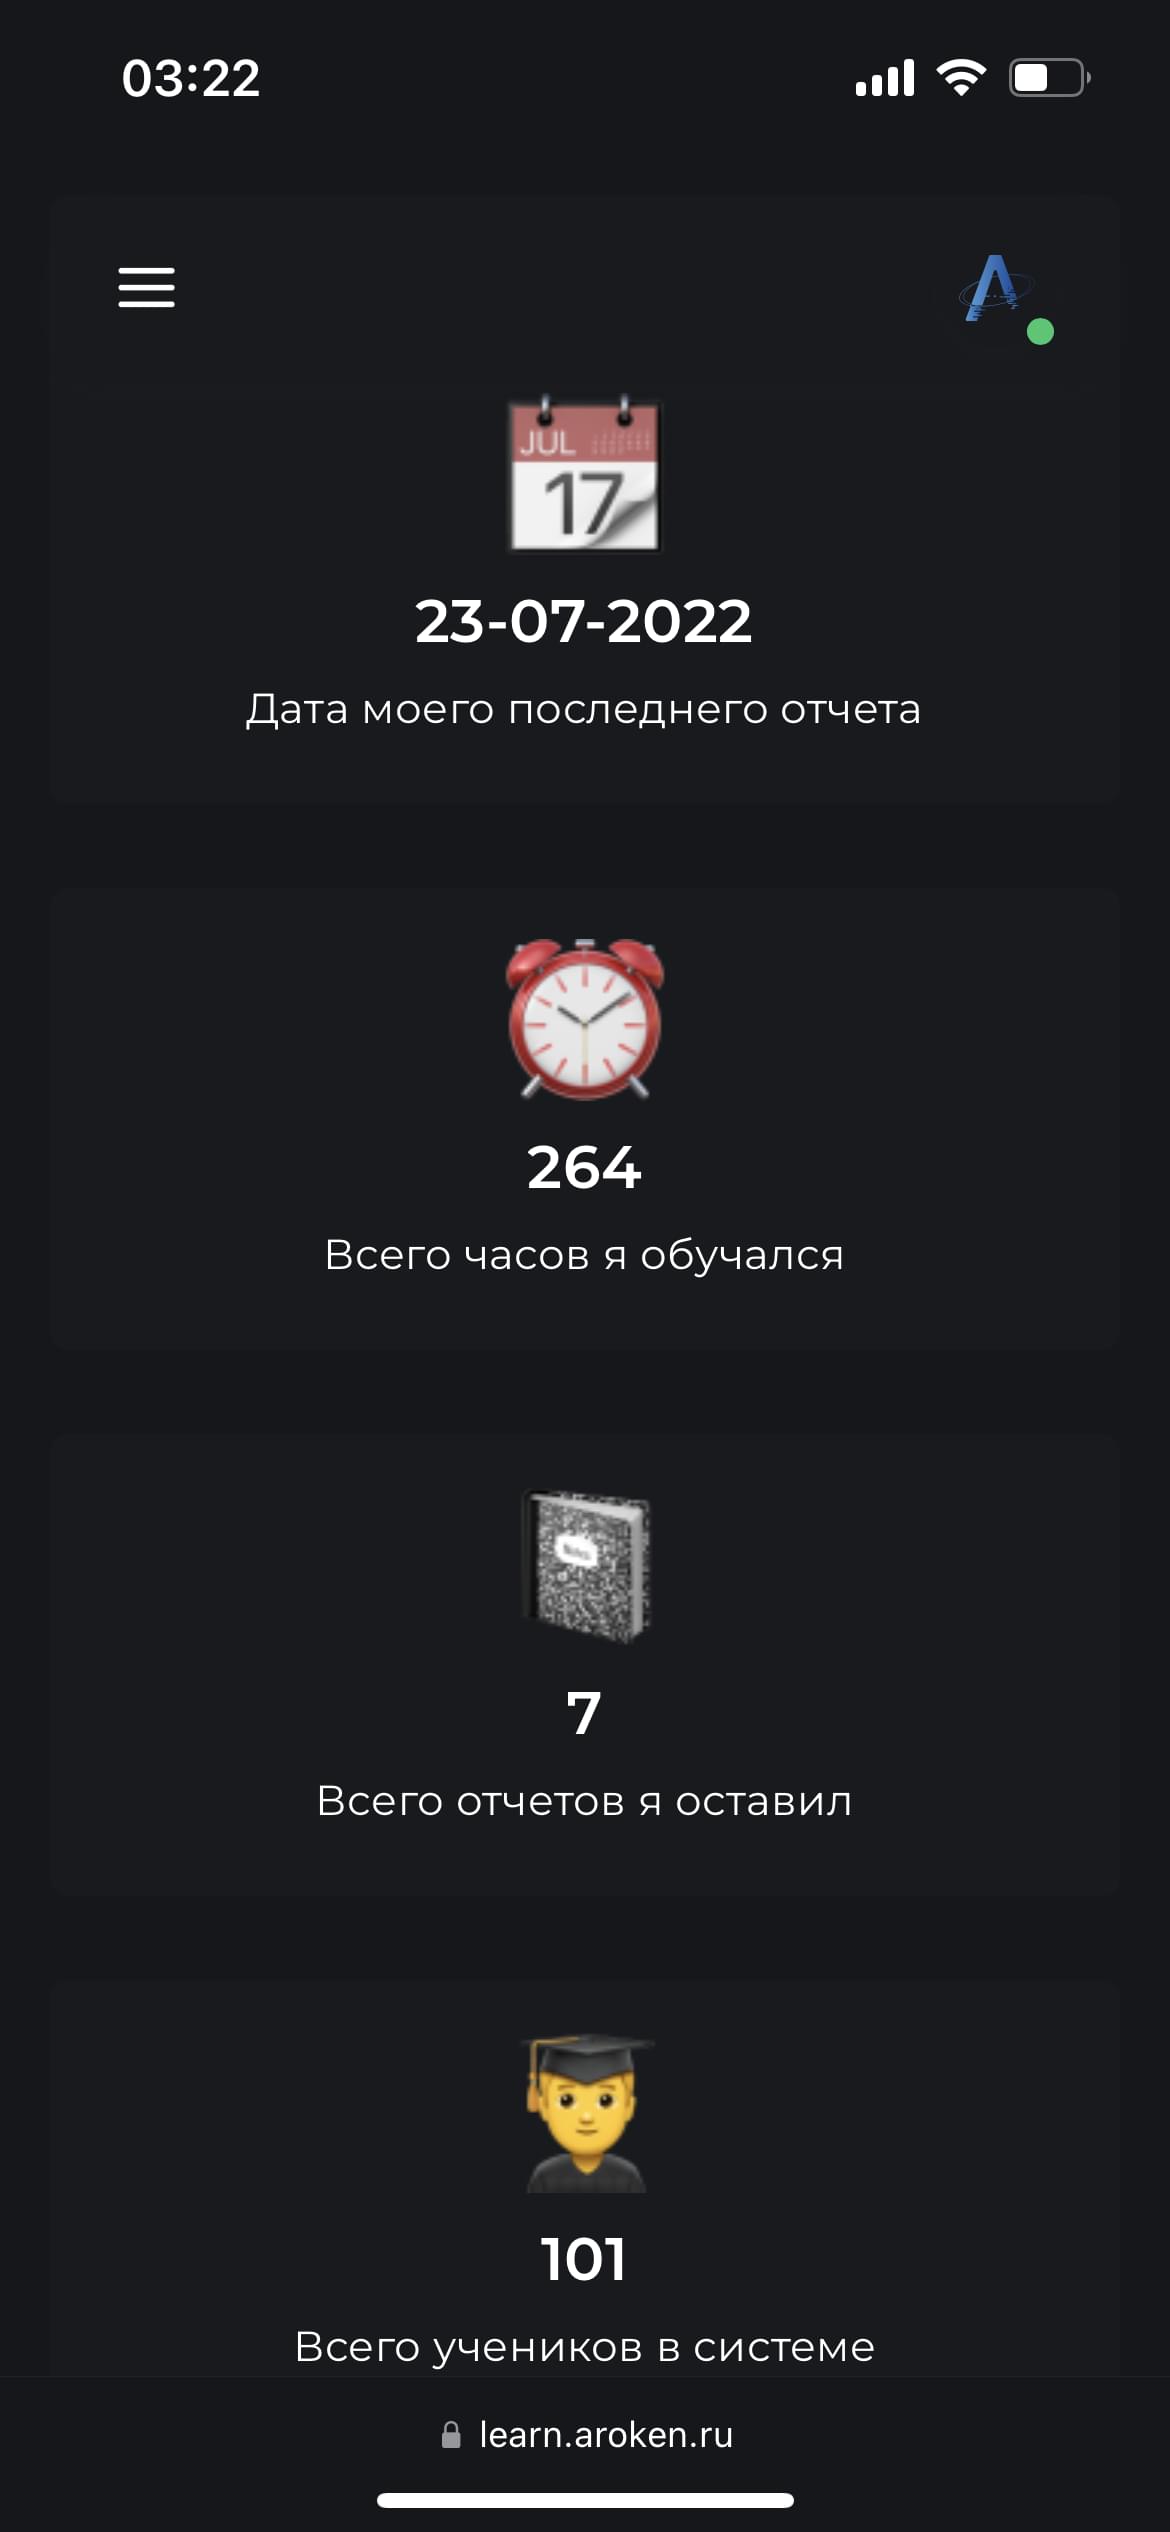 03:22
JUL
17
23-07-2022
Дата моего последнего отчета
264
Всего часов я обучался
7
Всего отчетов я оставил
101
Всего учеников в системе
learn.aroken.ru